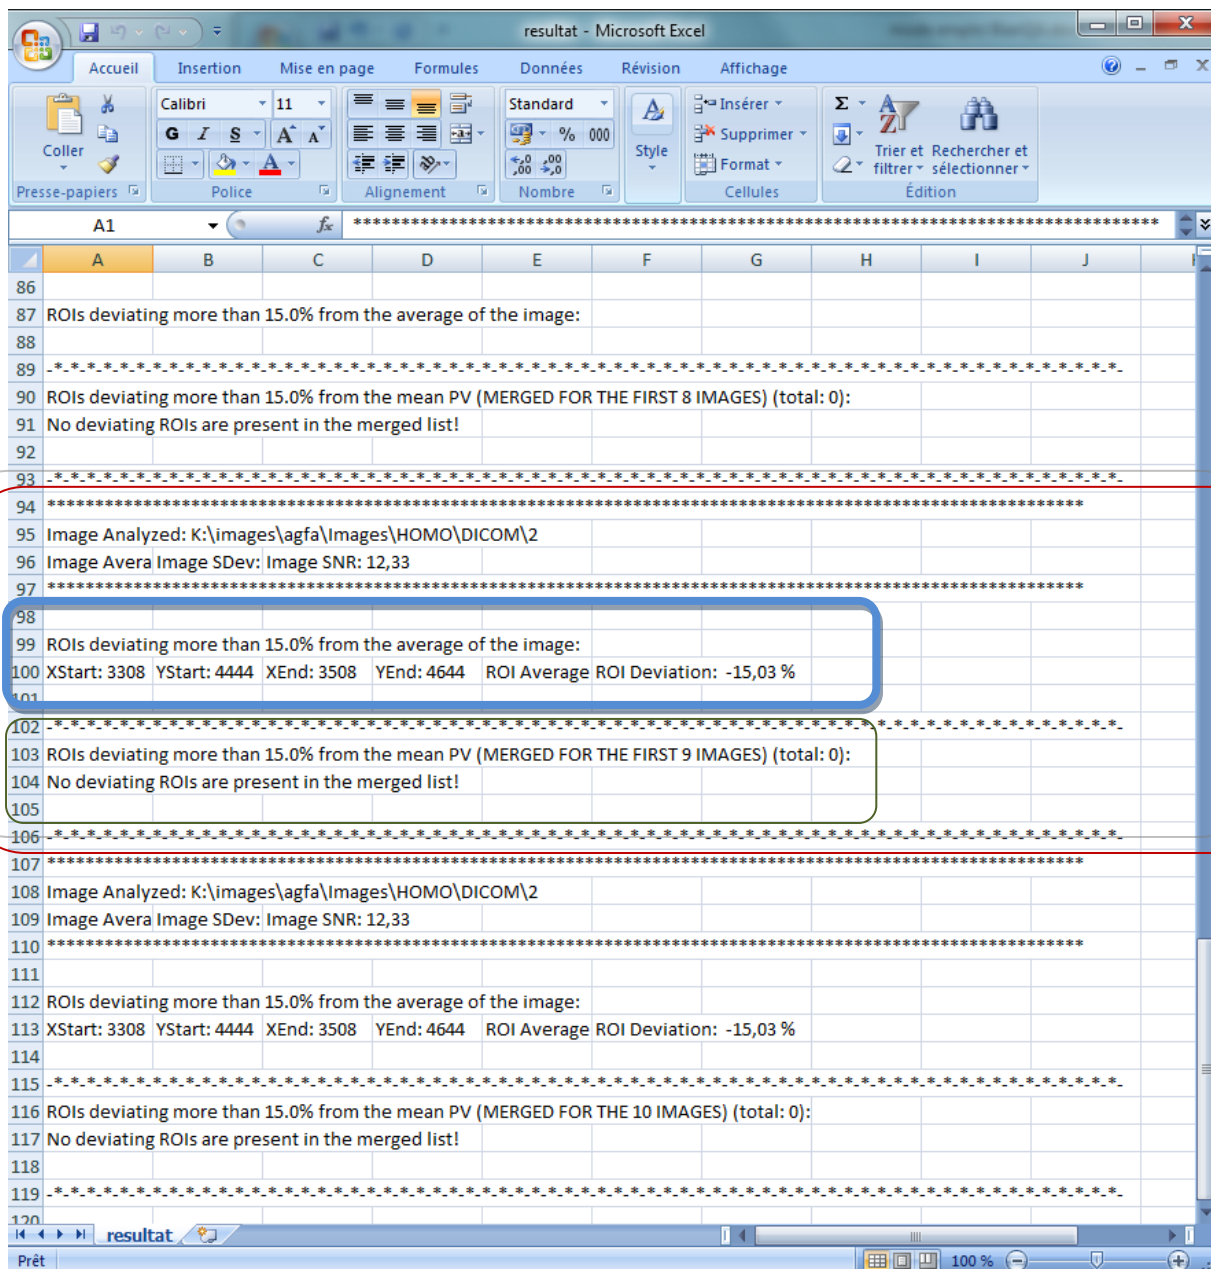 resultat - Microsoft Excel
Accueil Insertion Mise en page Formules Données Révision Affichage
Coller
Presse-papiers
Calibri 11
G I S A A
A
Police
Alignement
Standard
% 000
,0 ,00
,00 ,0
Nombre
A
Style
Insérer
Supprimer
Format
Cellules
Σ
A
Z
Trier et
filtrer
Rechercher et
sélectionner
Édition
A1 fx ************************************************************************************
A B C D E F G H I J
86
87 ROIs deviating more than 15.0% from the average of the image:
88
89 -*-*-*-*-*-*-*-*-*-*-*-*-*-*-*-*-*-*-*-*-*-*-*-*-*-*-*-*-*-*-*-*-*-*-*-*-*-*-*-*-*-*-*-*-*-*-*-*-*-*-*-*-*-*-*-*-*-*-*-*-*-*-*-*-*-
90 ROIs deviating more than 15.0% from the mean PV (MERGED FOR THE FIRST 8 IMAGES) (total: 0):
91 No deviating ROIs are present in the merged list!
92
93 -*-*-*-*-*-*-*-*-*-*-*-*-*-*-*-*-*-*-*-*-*-*-*-*-*-*-*-*-*-*-*-*-*-*-*-*-*-*-*-*-*-*-*-*-*-*-*-*-*-*-*-*-*-*-*-*-*-*-*-*-*-*-*-*-*-
94 ************************************************************************************************************
95 Image Analyzed: K:\images\agfa\Images\HOMO\DICOM\2
96 Image Avera Image SDev: Image SNR: 12,33
97 ************************************************************************************************************
98
99 ROIs deviating more than 15.0% from the average of the image:
100 XStart: 3308 YStart: 4444 XEnd: 3508 YEnd: 4644 ROI Average ROI Deviation: -15,03 %
101
102 -*-*-*-*-*-*-*-*-*-*-*-*-*-*-*-*-*-*-*-*-*-*-*-*-*-*-*-*-*-*-*-*-*-*-*-*-*-*-*-*-*-*-*-*-*-*-*-*-*-*-*-*-*-*-*-*-*-*-*-*-*-*-*-*-*-
103 ROIs deviating more than 15.0% from the mean PV (MERGED FOR THE FIRST 9 IMAGES) (total: 0):
104 No deviating ROIs are present in the merged list!
105
106 -*-*-*-*-*-*-*-*-*-*-*-*-*-*-*-*-*-*-*-*-*-*-*-*-*-*-*-*-*-*-*-*-*-*-*-*-*-*-*-*-*-*-*-*-*-*-*-*-*-*-*-*-*-*-*-*-*-*-*-*-*-*-*-*-*-
107 ************************************************************************************************************
108 Image Analyzed: K:\images\agfa\Images\HOMO\DICOM\2
109 Image Avera Image SDev: Image SNR: 12,33
110 ************************************************************************************************************
111
112 ROIs deviating more than 15.0% from the average of the image:
113 XStart: 3308 YStart: 4444 XEnd: 3508 YEnd: 4644 ROI Average ROI Deviation: -15,03 %
114
115 -*-*-*-*-*-*-*-*-*-*-*-*-*-*-*-*-*-*-*-*-*-*-*-*-*-*-*-*-*-*-*-*-*-*-*-*-*-*-*-*-*-*-*-*-*-*-*-*-*-*-*-*-*-*-*-*-*-*-*-*-*-*-*-*-*-
116 ROIs deviating more than 15.0% from the mean PV (MERGED FOR THE 10 IMAGES) (total: 0):
117 No deviating ROIs are present in the merged list!
118
119 -*-*-*-*-*-*-*-*-*-*-*-*-*-*-*-*-*-*-*-*-*-*-*-*-*-*-*-*-*-*-*-*-*-*-*-*-*-*-*-*-*-*-*-*-*-*-*-*-*-*-*-*-*-*-*-*-*-*-*-*-*-*-*-*-*-
120
resultat
Prêt 100 %